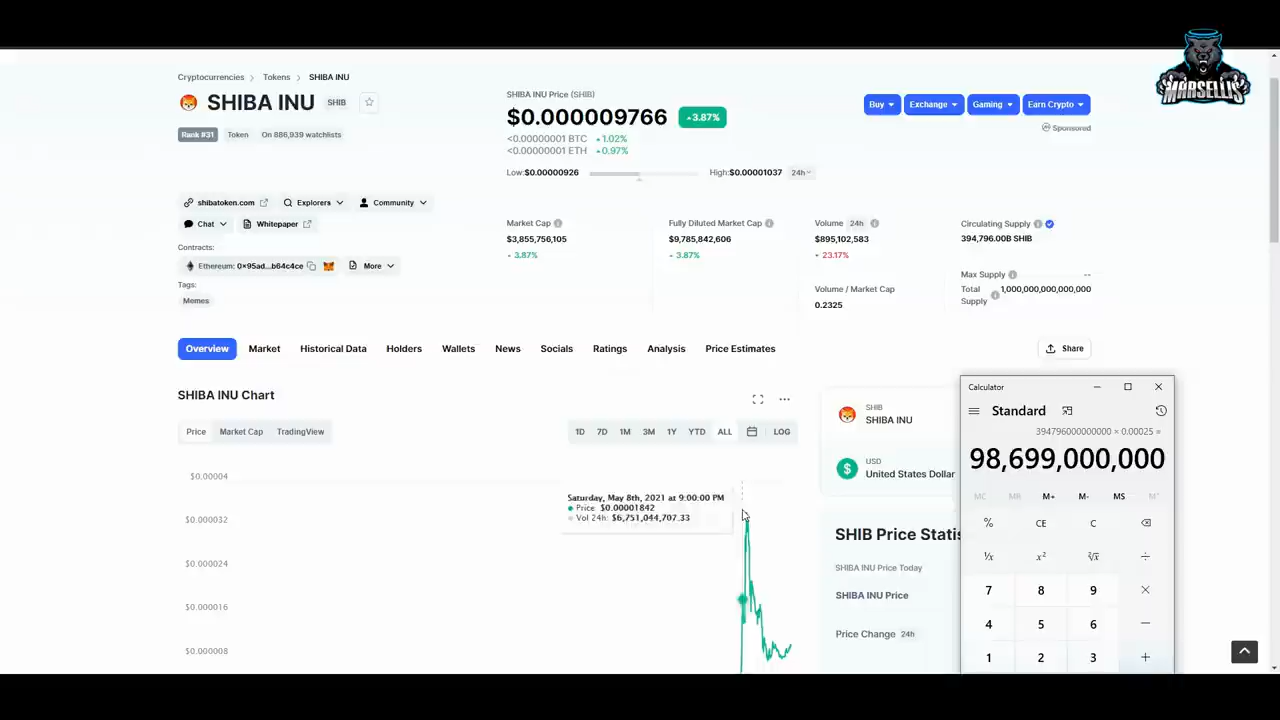 MARSELLIS
Cryptocurrencies > Tokens > SHIBA INU
SHIBA INU SHIB
Rank #31 Token On 886,939 watchlists
SHIBA INU Price (SHIB)
$0.000009766 3.87%
<0.00000001 BTC 1.02%
<0.00000001 ETH 0.97%
Low:$0.00000926 High:$0.00001037 24h
Buy Exchange Gaming Earn Crypto
Sponsored
shibatoken.com Explorers Community
Chat Whitepaper
Contracts:
Ethereum: 0x95ad...b64c4ce More
Tags:
Memes
Market Cap
$3,855,756,105
3.87%
Fully Diluted Market Cap
$9,785,842,606
3.87%
Volume 24h
$895,102,583
23.17%
Volume / Market Cap
0.2325
Circulating Supply
394,796.00B SHIB
Max Supply --
Total Supply 1,000,000,000,000,000
Overview Market Historical Data Holders Wallets News Socials Ratings Analysis Price Estimates
Share
SHIBA INU Chart
Price Market Cap TradingView
1D 7D 1M 3M 1Y YTD ALL LOG
$0.00004
$0.000032
$0.000024
$0.000016
$0.000008
Saturday, May 8th, 2021 at 9:00:00 PM
Price: $0.00001842
Vol 24h: $6,751,044,707.33
SHIB
SHIBA INU
USD
United States Dollar
SHIB Price Statis
SHIBA INU Price Today
SHIBA INU Price
Price Change 24h
Calculator
Standard
394796000000000 × 0.00025 =
98,699,000,000
MC MR M+ M- MS M˅
% CE C
¹/x x² ²√x ÷
7 8 9 ×
4 5 6 −
1 2 3 +